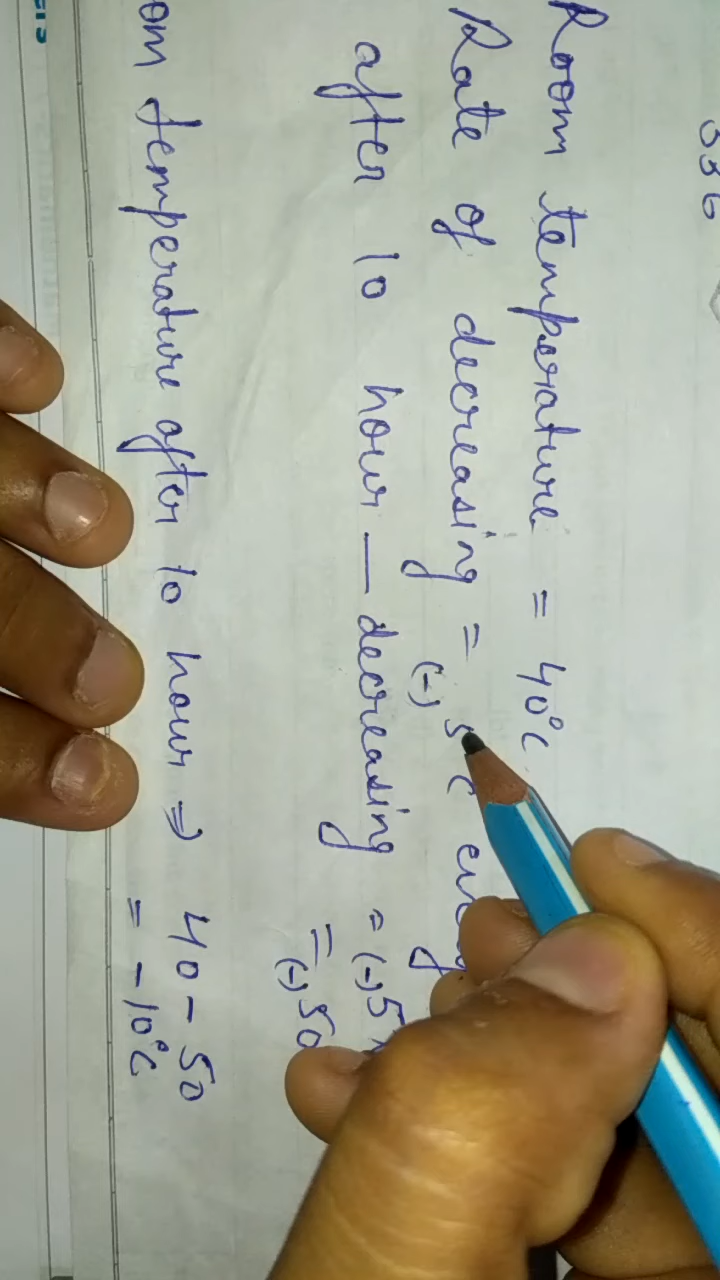 336
Room temperature = 40°C
Rate of decreasing = (-) 5°C
after 10 hour — decreasing = (-) 5
= (-) 50
temperature after 10 hour ⇒ 40 - 50
= -10°C